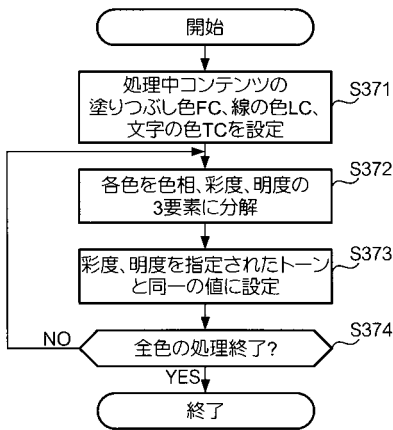 開始
処理中コンテンツの
塗りつぶし色FC、線の色LC、
文字の色TCを設定
S371
各色を色相、彩度、明度の
3要素に分解
S372
彩度、明度を指定されたトーン
と同一の値に設定
S373
全色の処理終了?
S374
NO
YES
終了